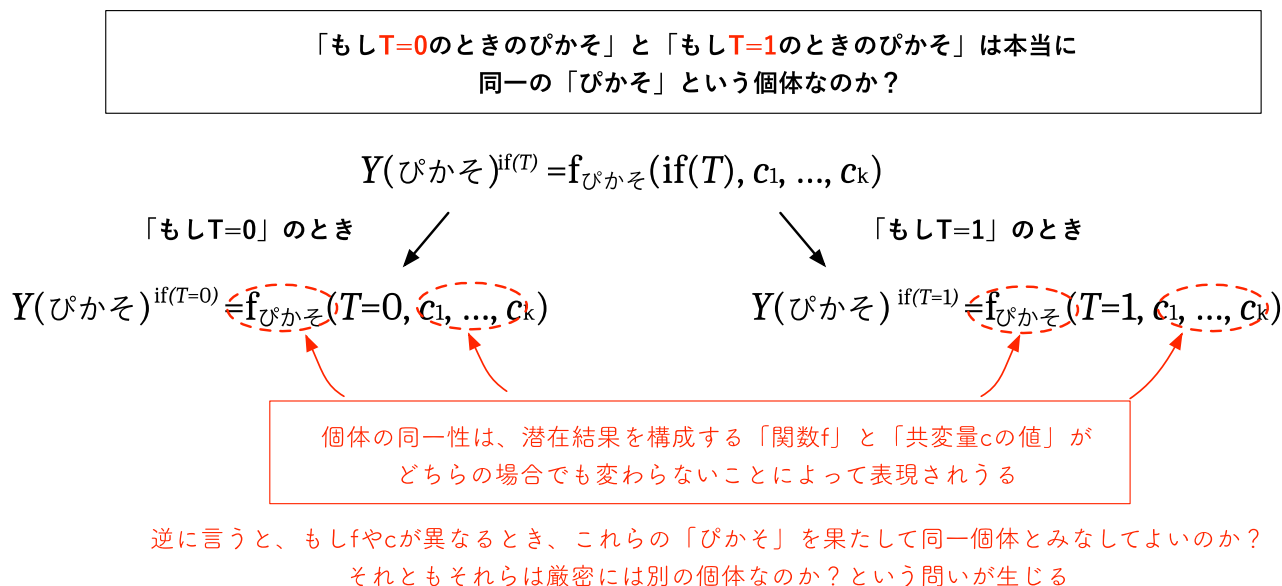 「もしT=0のときのぴかそ」と「もしT=1のときのぴかそ」は本当に
同一の「ぴかそ」という個体なのか？
Y(ぴかそ)if(T) =fぴかそ(if(T), c1, ..., ck)
「もしT=0」のとき
「もしT=1」のとき
Y(ぴかそ)if(T=0) =fぴかそ(T=0, c1, ..., ck)
Y(ぴかそ) if(T=1) =fぴかそ(T=1, c1, ..., ck)
個体の同一性は、潜在結果を構成する「関数f」と「共変量cの値」が
どちらの場合でも変わらないことによって表現されうる
逆に言うと、もしfやcが異なるとき、これらの「ぴかそ」を果たして同一個体とみなしてよいのか？
それともそれらは厳密には別の個体なのか？という問いが生じる